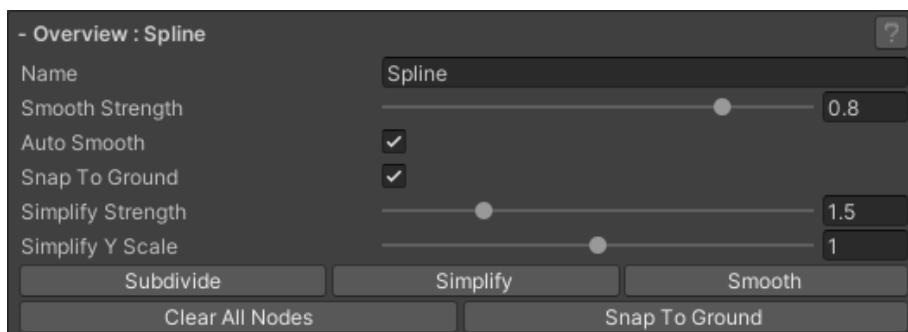 - Overview : Spline ?
Name Spline
Smooth Strength 0.8
Auto Smooth
Snap To Ground
Simplify Strength 1.5
Simplify Y Scale 1
Subdivide Simplify Smooth
Clear All Nodes Snap To Ground